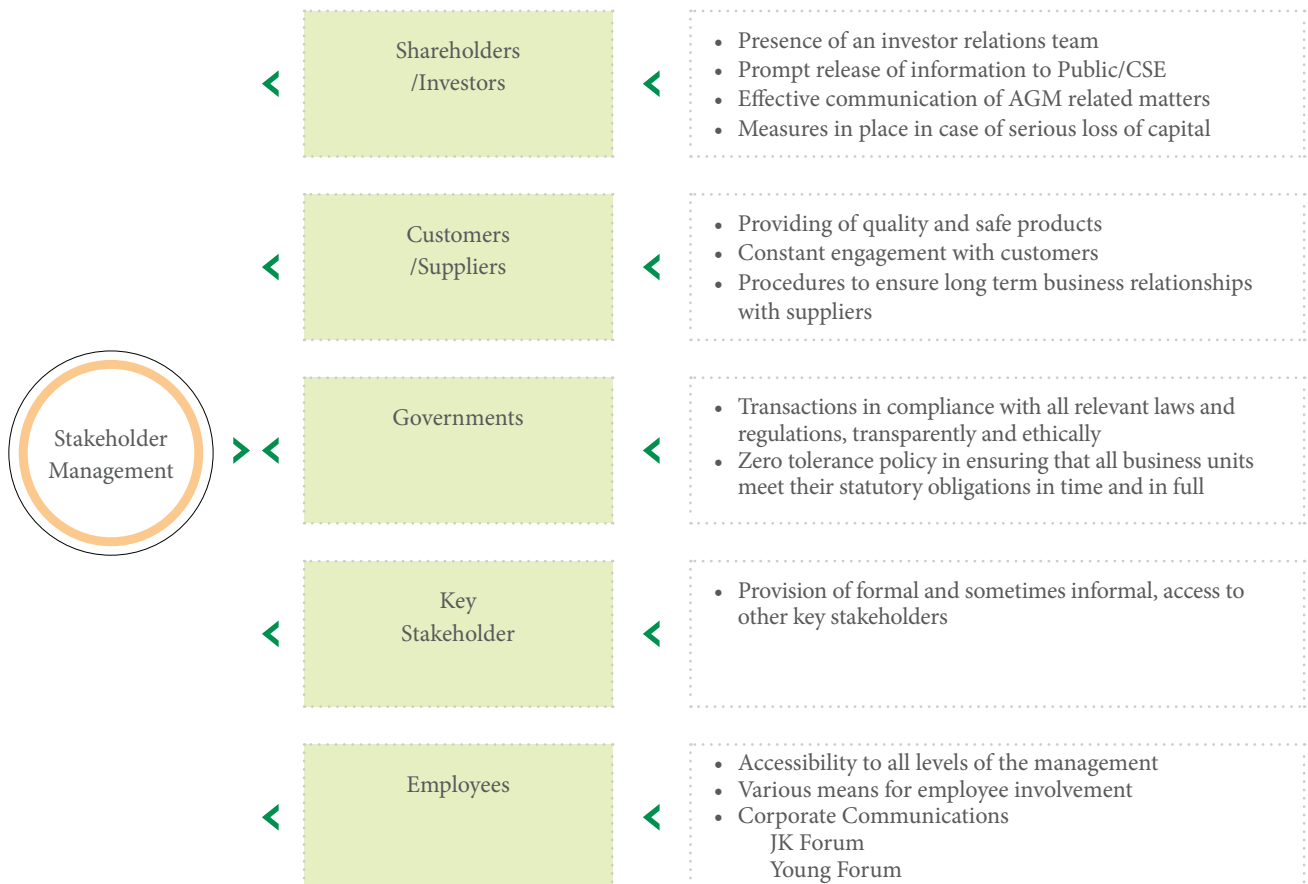 Shareholders
/Investors
• Presence of an investor relations team
• Prompt release of information to Public/CSE
• Effective communication of AGM related matters
• Measures in place in case of serious loss of capital
Customers
/Suppliers
• Providing of quality and safe products
• Constant engagement with customers
• Procedures to ensure long term business relationships
with suppliers
Stakeholder
Management
Governments
• Transactions in compliance with all relevant laws and
regulations, transparently and ethically
• Zero tolerance policy in ensuring that all business units
meet their statutory obligations in time and in full
Key
Stakeholder
• Provision of formal and sometimes informal, access to
other key stakeholders
Employees
• Accessibility to all levels of the management
• Various means for employee involvement
• Corporate Communications
JK Forum
Young Forum